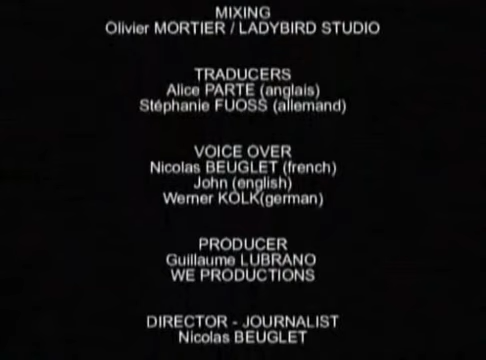 MIXING
Olivier MORTIER / LADYBIRD STUDIO
TRADUCERS
Alice PARTE (anglais)
Stéphanie FUOSS (allemand)
VOICE OVER
Nicolas BEUGLET (french)
John (english)
Werner KOLK(german)
PRODUCER
Guillaume LUBRANO
WE PRODUCTIONS
DIRECTOR - JOURNALIST
Nicolas BEUGLET